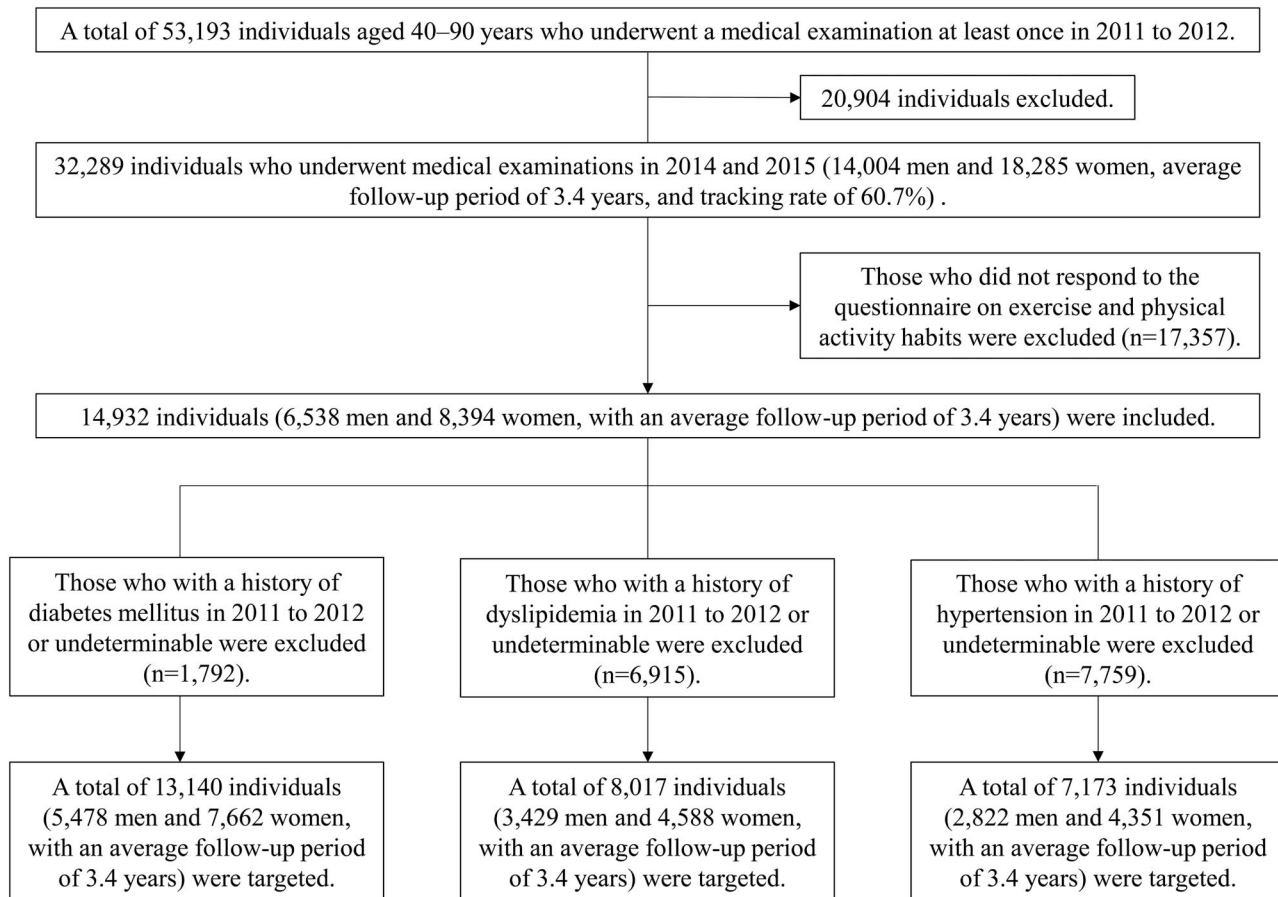 A total of 53,193 individuals aged 40–90 years who underwent a medical examination at least once in 2011 to 2012.
20,904 individuals excluded.
32,289 individuals who underwent medical examinations in 2014 and 2015 (14,004 men and 18,285 women, average
follow-up period of 3.4 years, and tracking rate of 60.7%) .
Those who did not respond to the
questionnaire on exercise and physical
activity habits were excluded (n=17,357).
14,932 individuals (6,538 men and 8,394 women, with an average follow-up period of 3.4 years) were included.
Those who with a history of
diabetes mellitus in 2011 to 2012
or undeterminable were excluded
(n=1,792).
Those who with a history of
dyslipidemia in 2011 to 2012 or
undeterminable were excluded
(n=6,915).
Those who with a history of
hypertension in 2011 to 2012 or
undeterminable were excluded
(n=7,759).
A total of 13,140 individuals
(5,478 men and 7,662 women,
with an average follow-up period
of 3.4 years) were targeted.
A total of 8,017 individuals
(3,429 men and 4,588 women,
with an average follow-up period
of 3.4 years) were targeted.
A total of 7,173 individuals
(2,822 men and 4,351 women,
with an average follow-up period
of 3.4 years) were targeted.